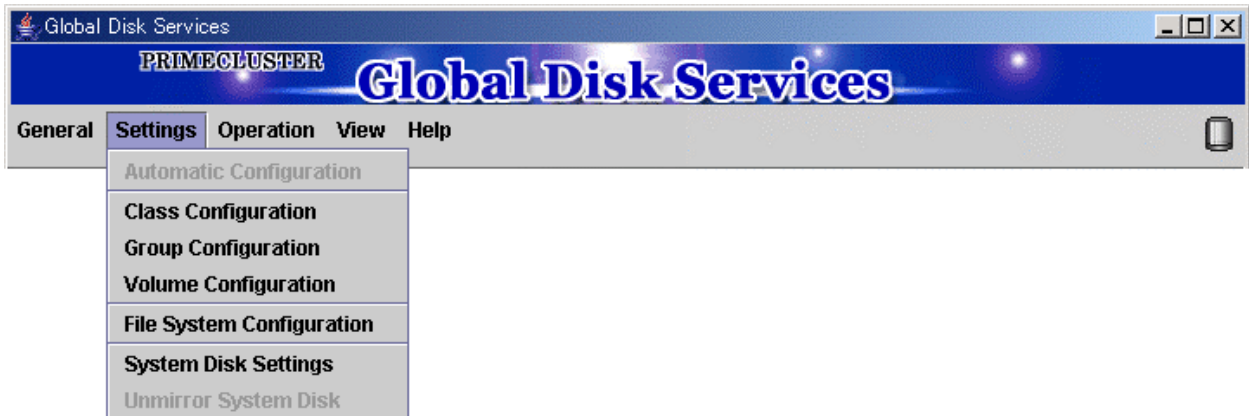 Global Disk Services
PRIMECLUSTER
Global Disk Services
General Settings Operation View Help
Automatic Configuration
Class Configuration
Group Configuration
Volume Configuration
File System Configuration
System Disk Settings
Unmirror System Disk